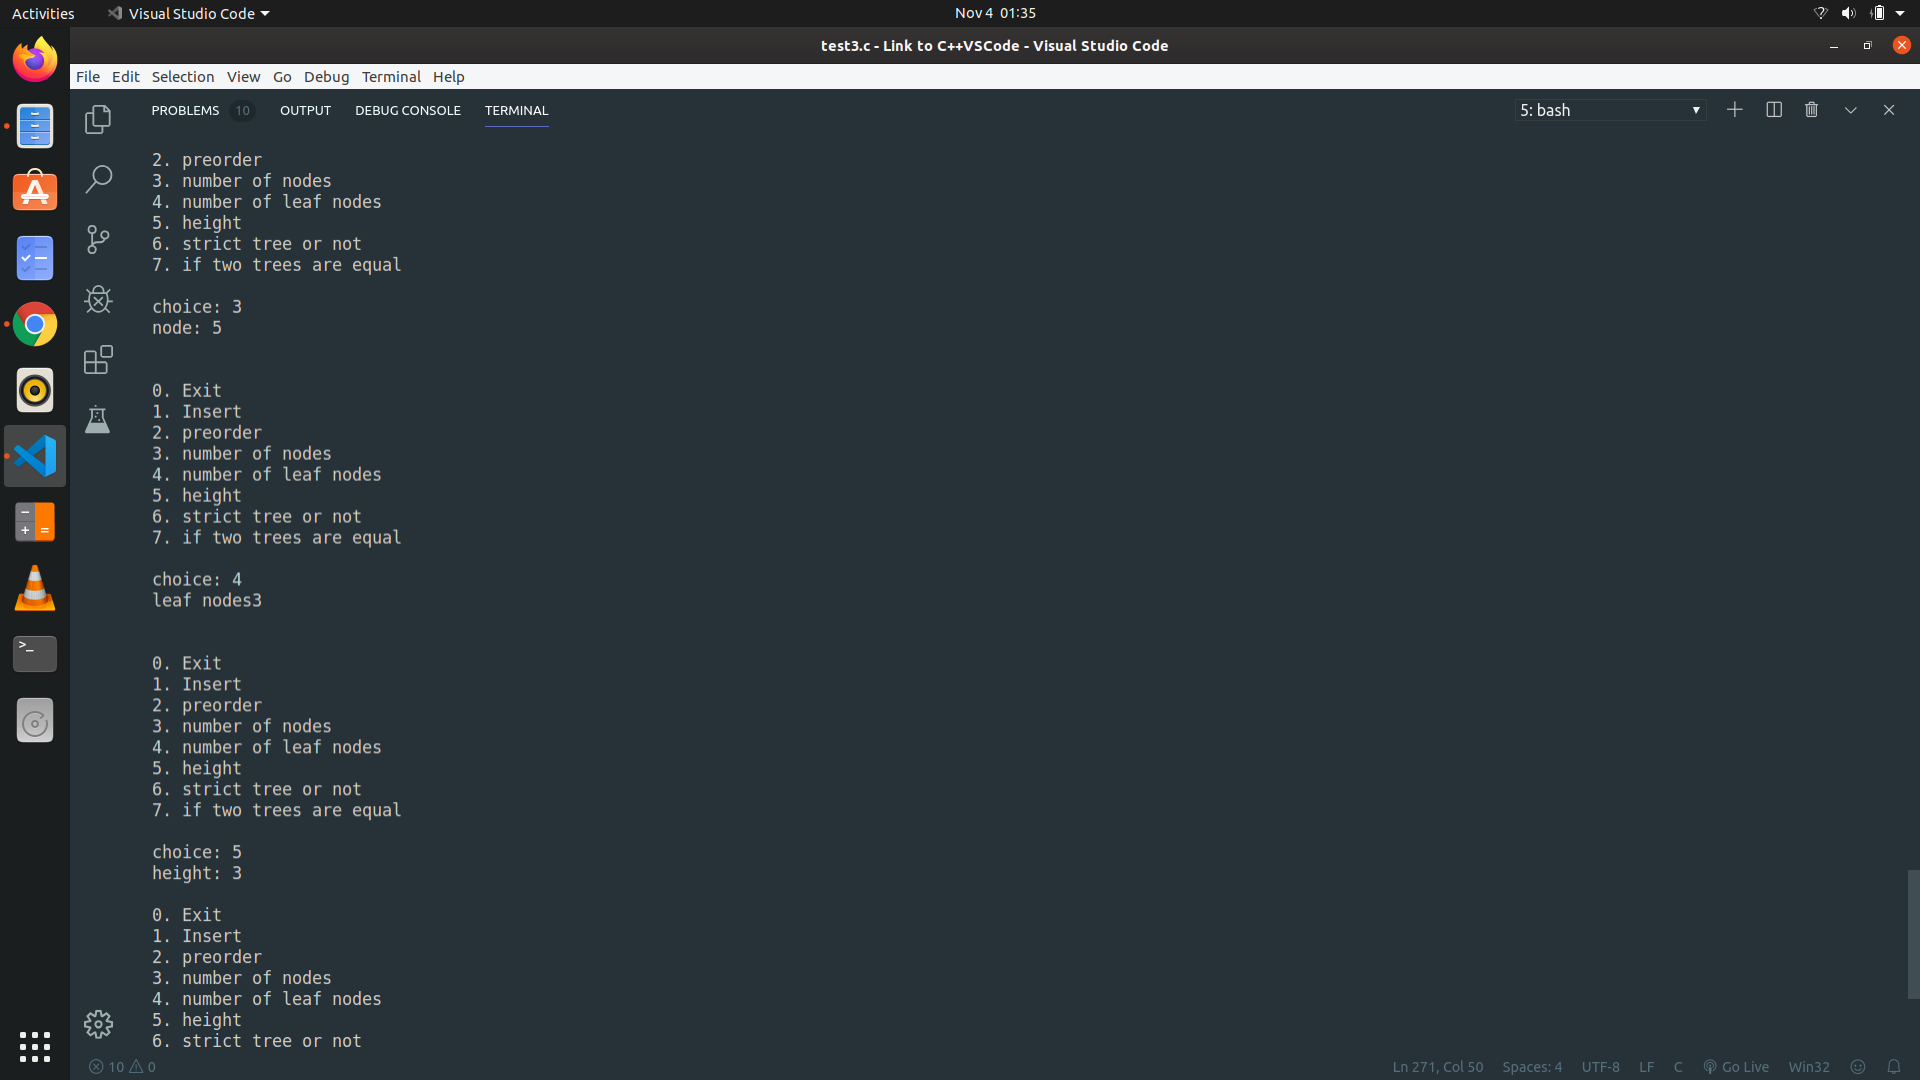 Activities
Visual Studio Code
Nov 4 01:35
test3.c - Link to C++VSCode - Visual Studio Code
File Edit Selection View Go Debug Terminal Help
PROBLEMS 10 OUTPUT DEBUG CONSOLE TERMINAL
5: bash
2. preorder
3. number of nodes
4. number of leaf nodes
5. height
6. strict tree or not
7. if two trees are equal
choice: 3
node: 5
0. Exit
1. Insert
2. preorder
3. number of nodes
4. number of leaf nodes
5. height
6. strict tree or not
7. if two trees are equal
choice: 4
leaf nodes3
0. Exit
1. Insert
2. preorder
3. number of nodes
4. number of leaf nodes
5. height
6. strict tree or not
7. if two trees are equal
choice: 5
height: 3
0. Exit
1. Insert
2. preorder
3. number of nodes
4. number of leaf nodes
5. height
6. strict tree or not
10 0
Ln 271, Col 50 Spaces: 4 UTF-8 LF C Go Live Win32